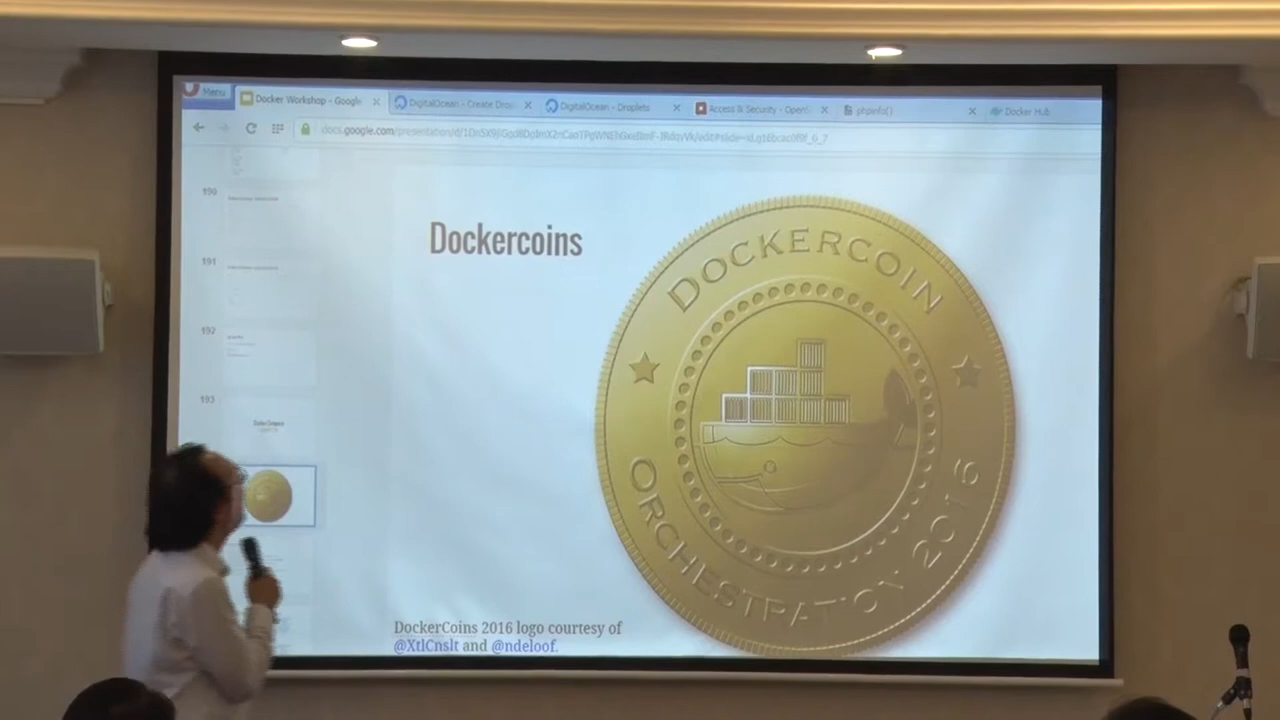 Menu
Docker Workshop - Google
DigitalOcean - Create Drop
DigitalOcean - Droplets
Access & Security - Open
phpinfo()
Docker Hub
190
191
192
193
Dockercoins
DOCKERCOIN
ORCHESTRATION 2016
DockerCoins 2016 logo courtesy of
@XtlCnslt and @ndeloof.